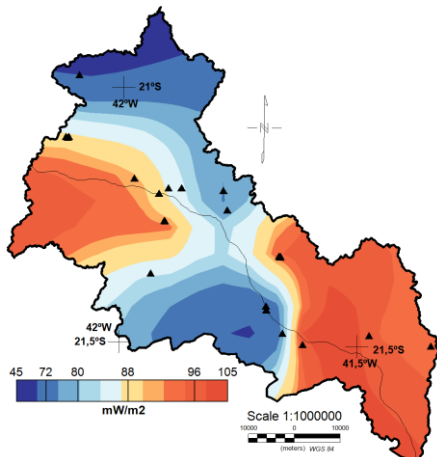 N
21ºS
42ºW
42ºW
21,5ºS
21,5ºS
41,5ºW
45 72 80 88 96 105
mW/m2
Scale 1:1000000
10000 0 10000
(meters) WGS 84